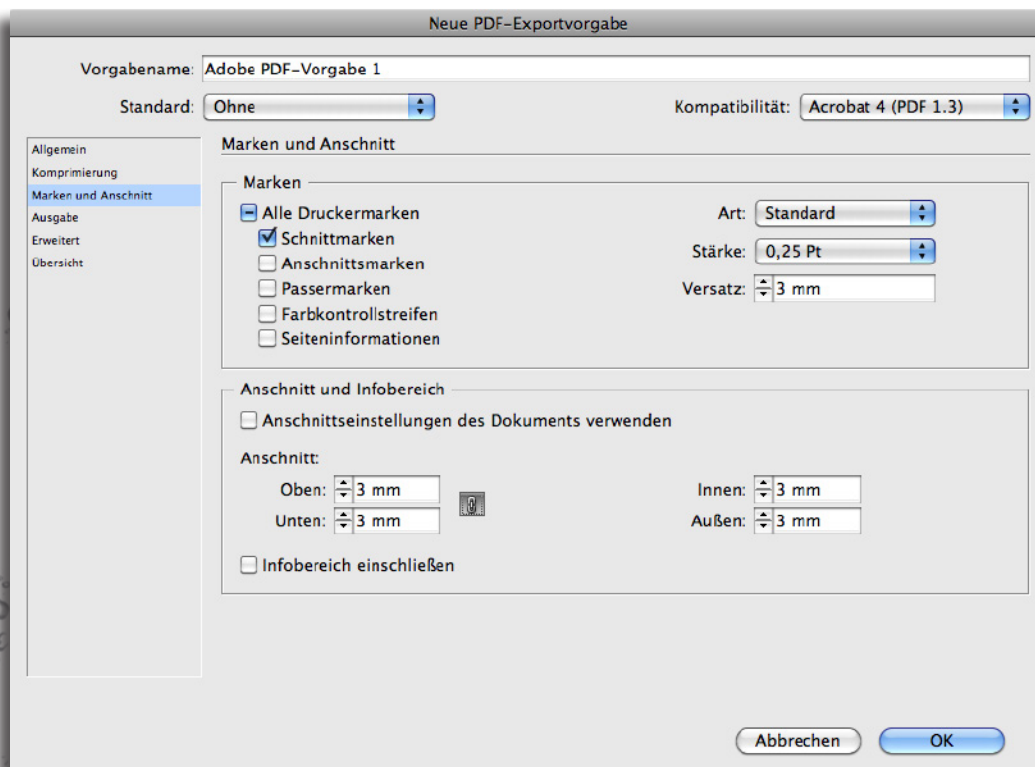 Neue PDF-Exportvorgabe
Vorgabename: Adobe PDF-Vorgabe 1
Standard: Ohne Kompatibilität: Acrobat 4 (PDF 1.3)
Allgemein
Komprimierung
Marken und Anschnitt
Ausgabe
Erweitert
Übersicht
Marken und Anschnitt
Marken
Alle Druckermarken
Schnittmarken
Anschnittsmarken
Passermarken
Farbkontrollstreifen
Seiteninformationen
Art: Standard
Stärke: 0,25 Pt
Versatz: 3 mm
Anschnitt und Infobereich
Anschnittseinstellungen des Dokuments verwenden
Anschnitt:
Oben: 3 mm Innen: 3 mm
Unten: 3 mm Außen: 3 mm
Infobereich einschließen
Abbrechen OK